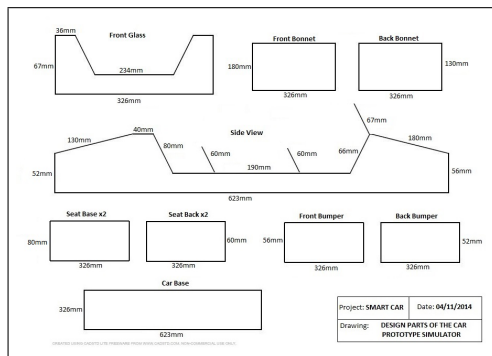 36mm
Front Glass
67mm
234mm
326mm
Front Bonnet
180mm
326mm
Back Bonnet
130mm
326mm
Side View
67mm
130mm
40mm
80mm
60mm
190mm
60mm
66mm
180mm
52mm
56mm
623mm
Seat Base x2
80mm
326mm
Seat Back x2
60mm
326mm
Front Bumper
56mm
326mm
Back Bumper
52mm
326mm
Car Base
326mm
623mm
Project: SMART CAR
Date: 04/11/2014
Drawing: DESIGN PARTS OF THE CAR
PROTOTYPE SIMULATOR